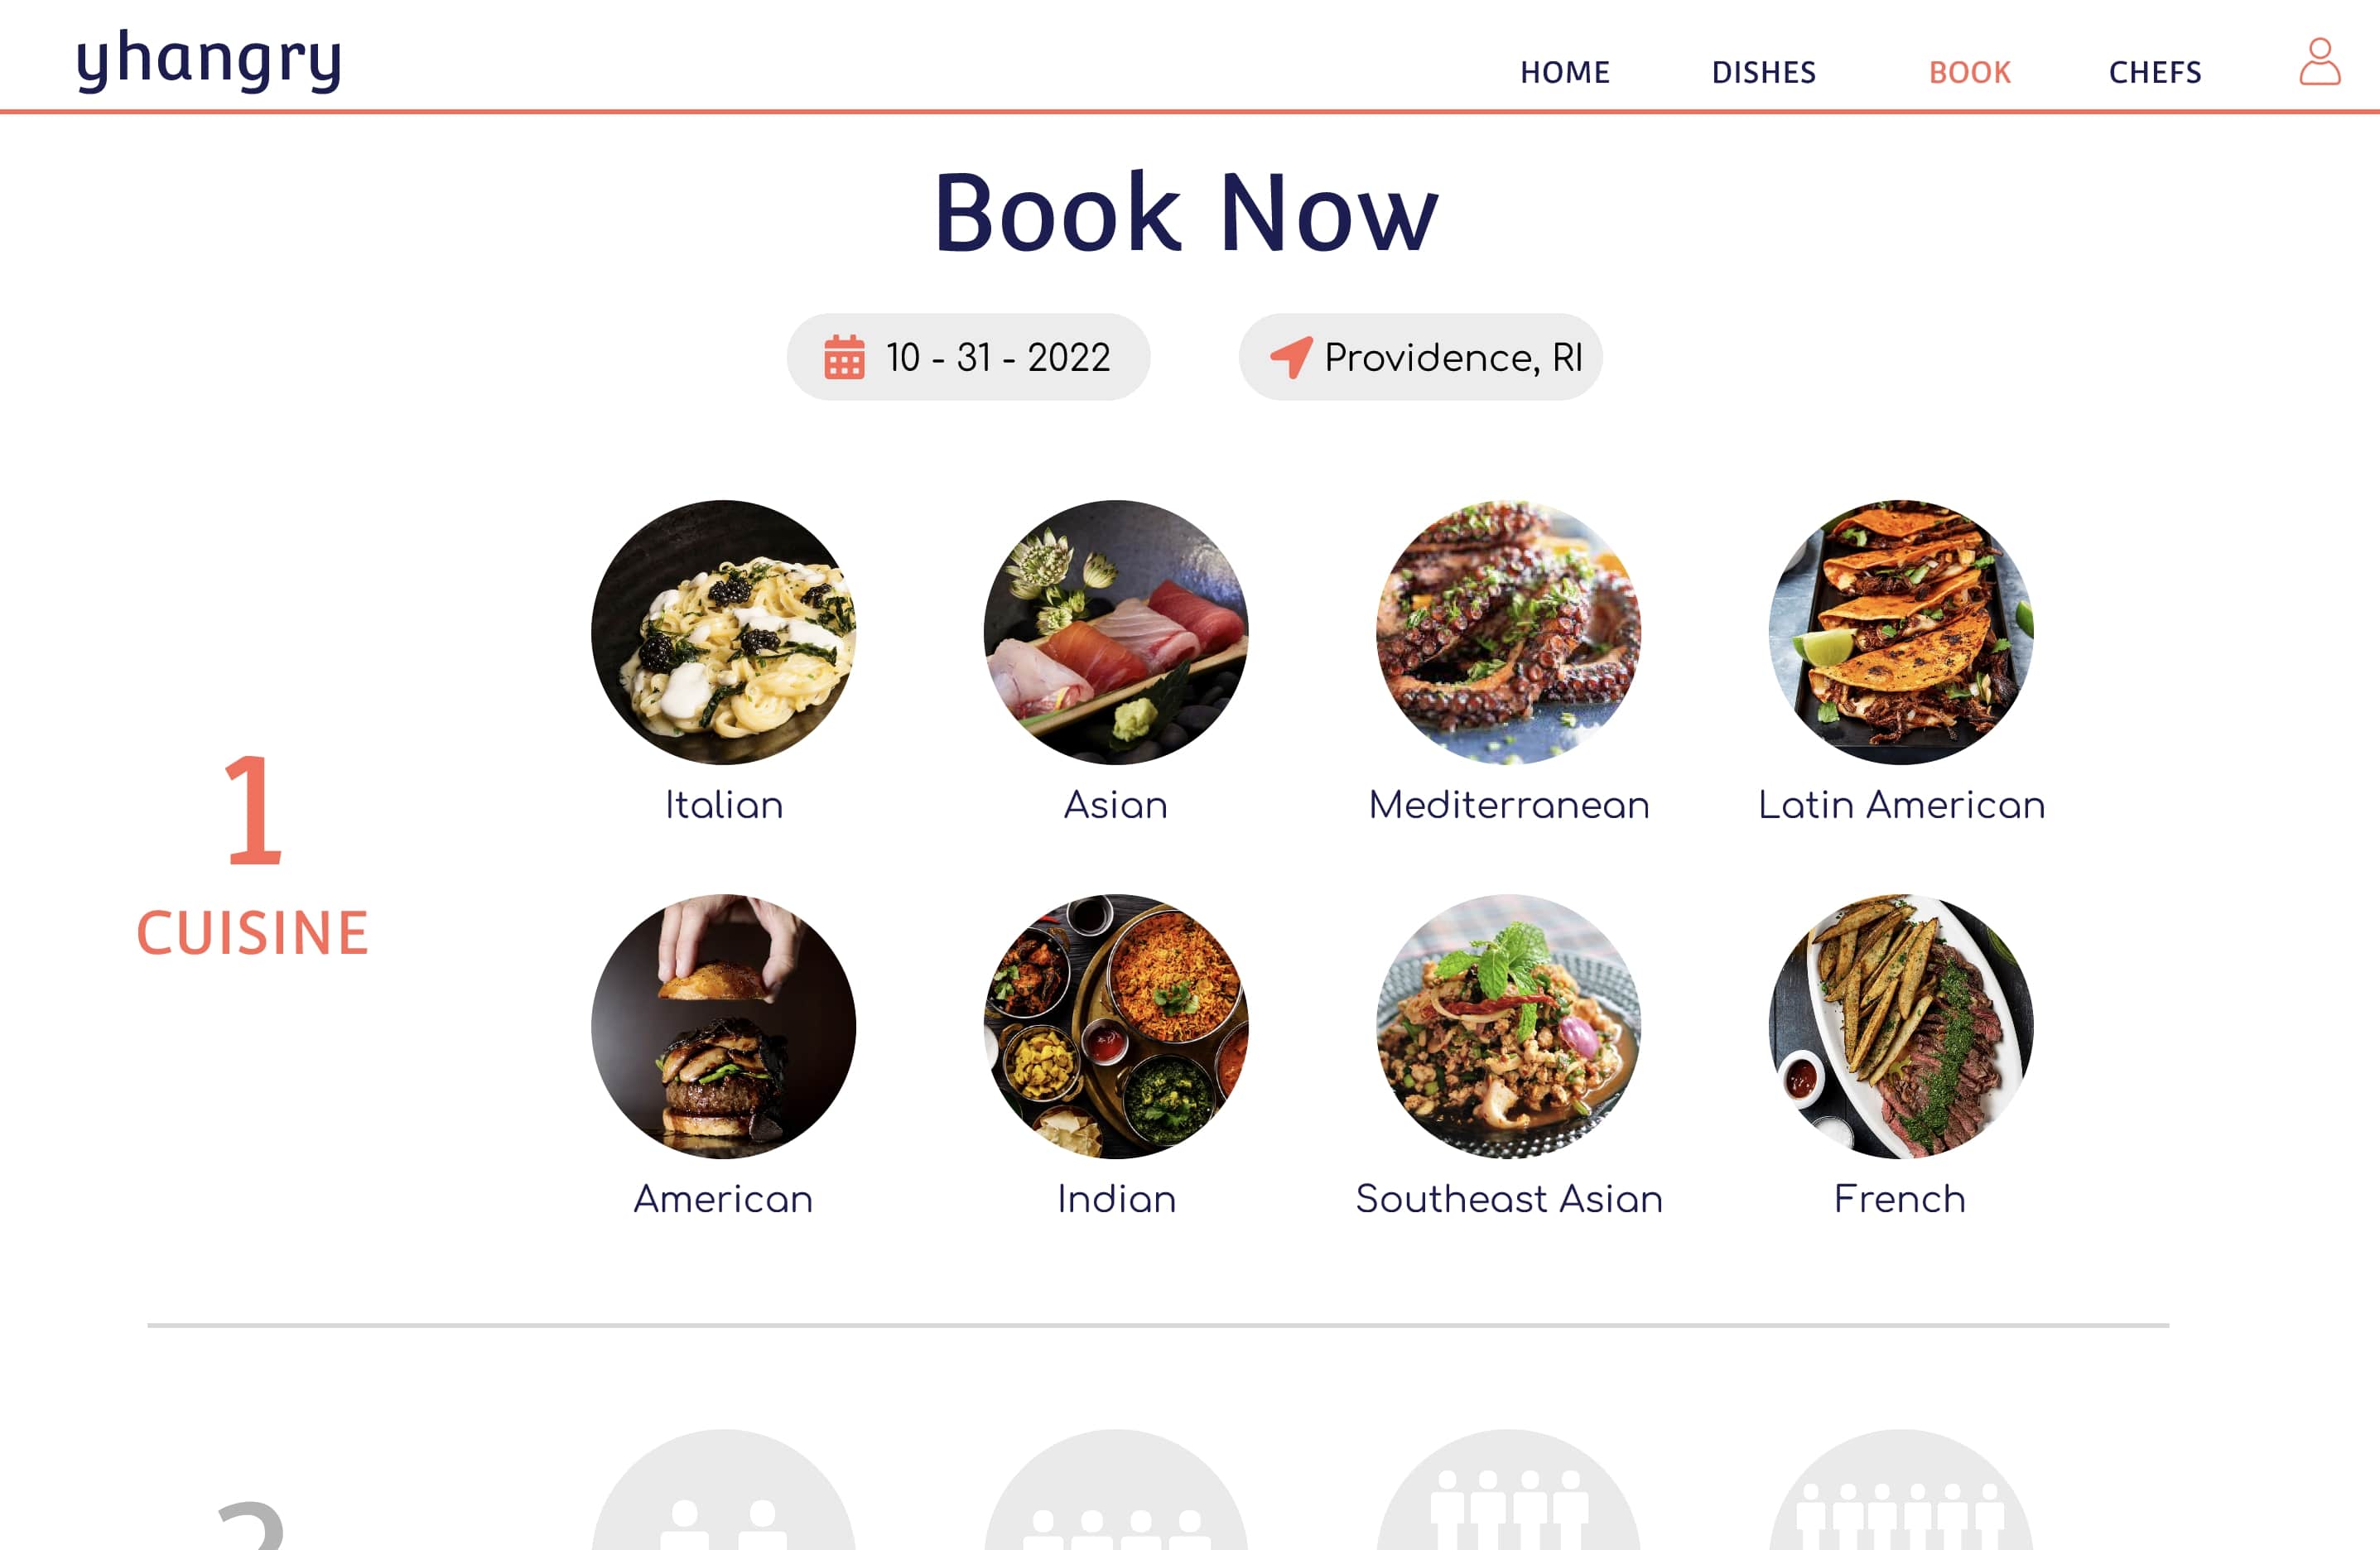 yhangry
HOME DISHES BOOK CHEFS
Book Now
10 - 31 - 2022
Providence, RI
Italian Asian Mediterranean Latin American
1
CUISINE
American Indian Southeast Asian French
2